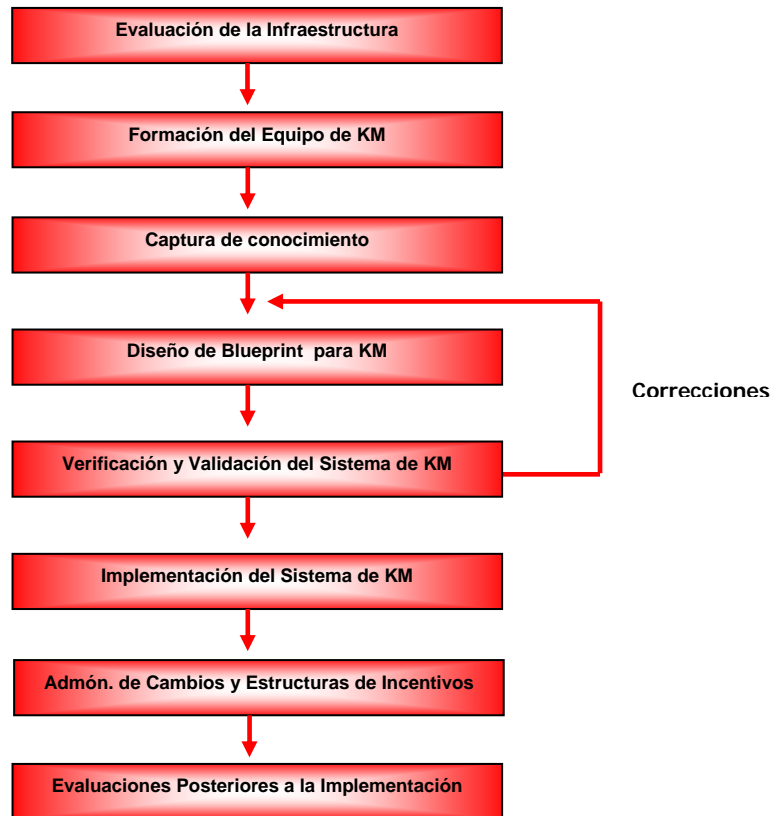 Evaluación de la Infraestructura
Formación del Equipo de KM
Captura de conocimiento
Diseño de Blueprint para KM
Correcciones
Verificación y Validación del Sistema de KM
Implementación del Sistema de KM
Admón. de Cambios y Estructuras de Incentivos
Evaluaciones Posteriores a la Implementación